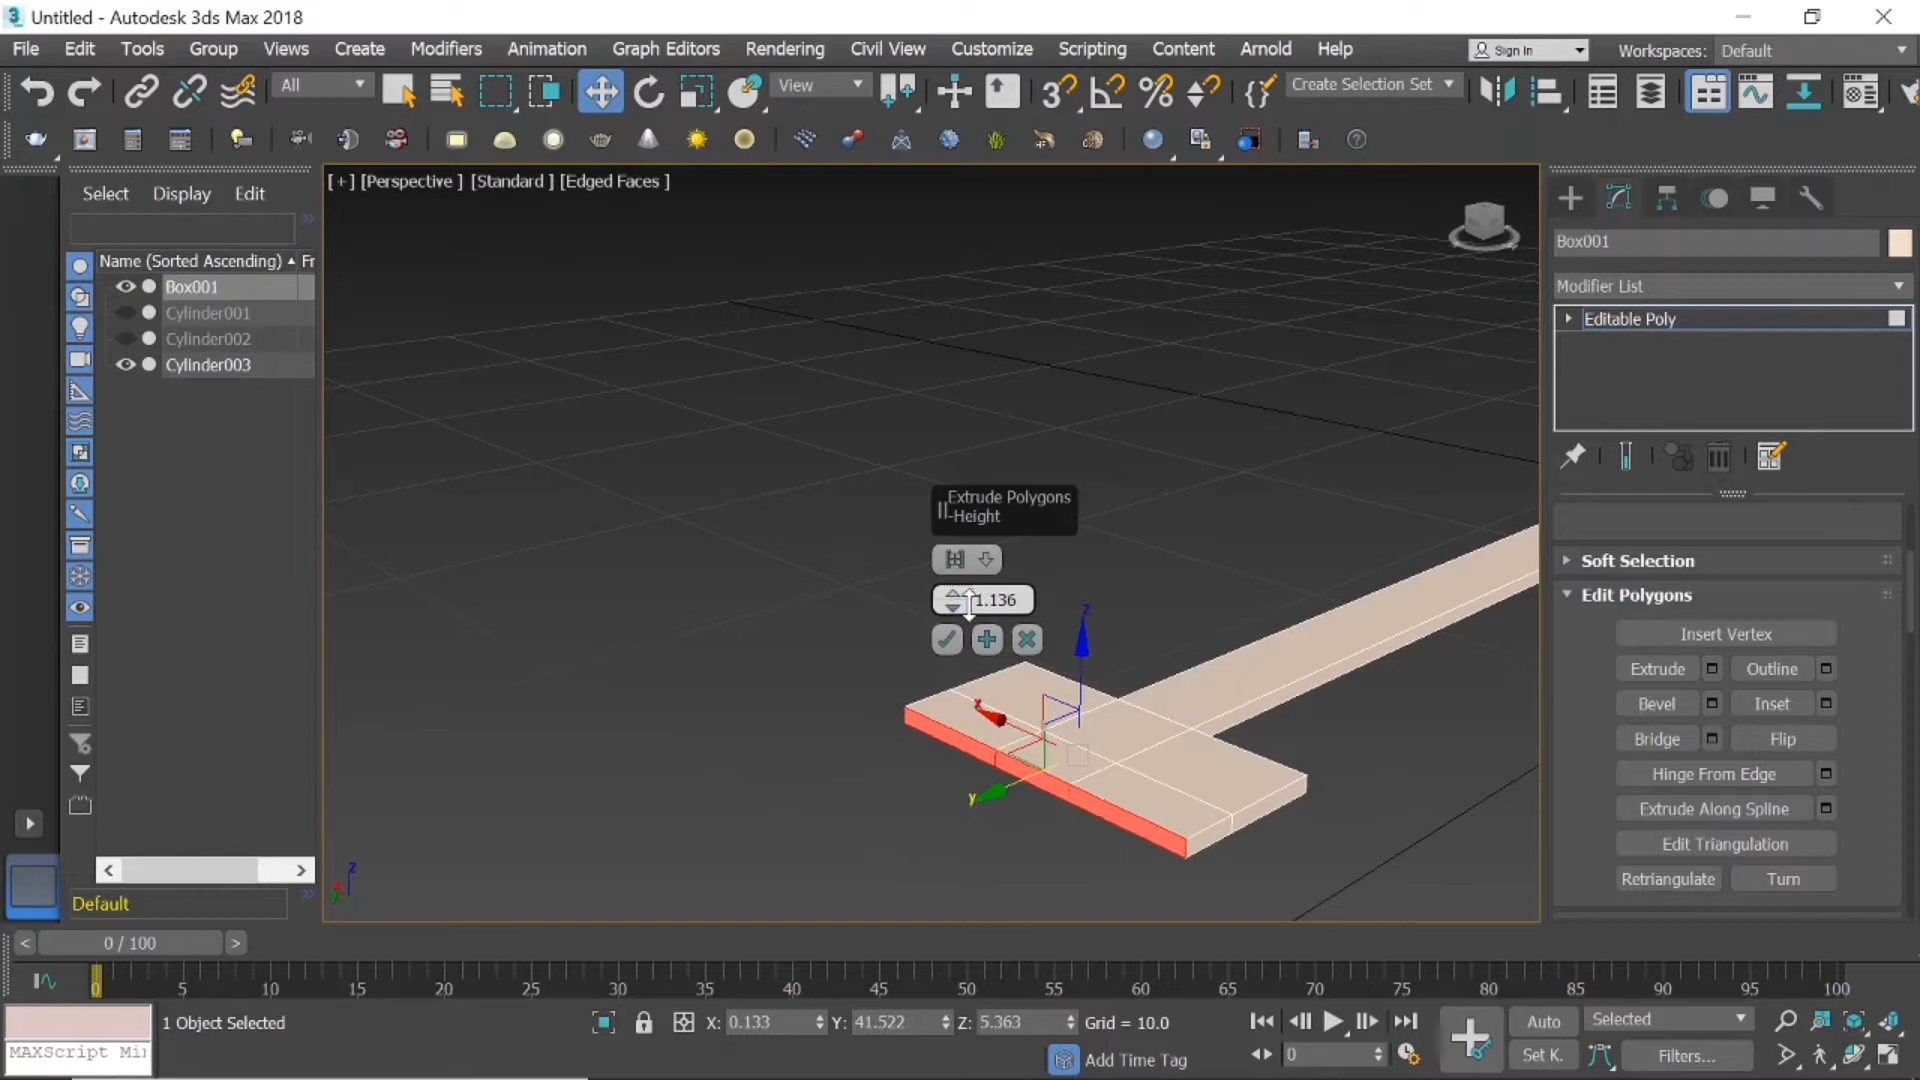 Untitled - Autodesk 3ds Max 2018
File Edit Tools Group Views Create Modifiers Animation Graph Editors Rendering Civil View Customize Scripting Content Arnold Help Sign In Workspaces: Default
All View 3 Create Selection Set
Select Display Edit
[ + ] [Perspective ] [Standard ] [Edged Faces ]
Name (Sorted Ascending) Fr
Box001
Cylinder001
Cylinder002
Cylinder003
Box001
Modifier List
Editable Poly
Extrude Polygons
-Height
1.136
z
x
y
Soft Selection
Edit Polygons
Insert Vertex
Extrude Outline
Bevel Inset
Bridge Flip
Hinge From Edge
Extrude Along Spline
Edit Triangulation
Retriangulate Turn
z
Default
< 0 / 100 >
0 5 10 15 20 25 30 35 40 45 50 55 60 65 70 75 80 85 90 95 100
1 Object Selected
X: 0.133 Y: 41.522 Z: 5.363 Grid = 10.0
Auto Selected
MAXScript Mi
Add Time Tag
0
Set K. Filters...